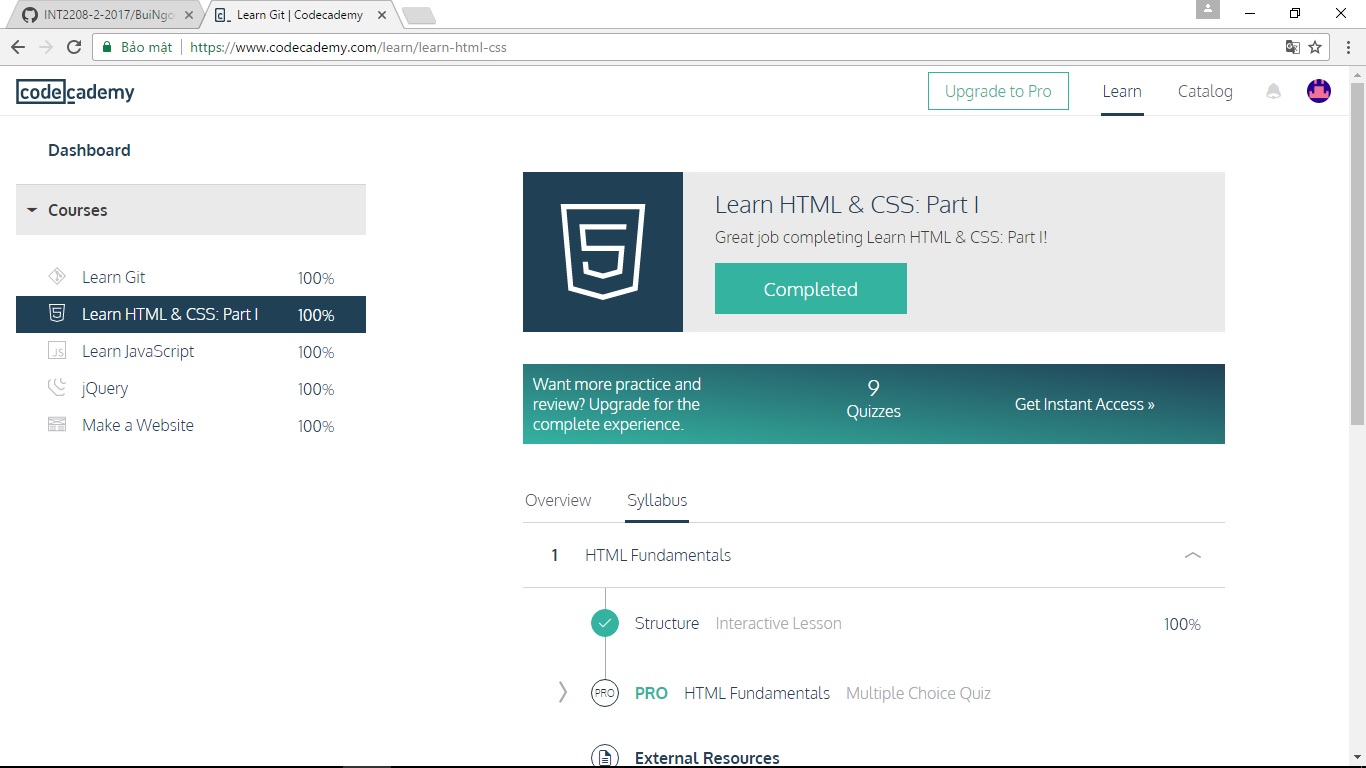 INT2208-2-2017/BuiNgo
Learn Git | Codecademy
Bảo mật
https://www.codecademy.com/learn/learn-html-css
codecademy
Upgrade to Pro
Learn
Catalog
Dashboard
Courses
Learn Git 100%
Learn HTML & CSS: Part I 100%
JS Learn JavaScript 100%
jQuery 100%
Make a Website 100%
Learn HTML & CSS: Part I
Great job completing Learn HTML & CSS: Part I!
Completed
Want more practice and
review? Upgrade for the
complete experience.
9
Quizzes
Get Instant Access »
Overview Syllabus
1 HTML Fundamentals
Structure Interactive Lesson 100%
PRO PRO HTML Fundamentals Multiple Choice Quiz
External Resources